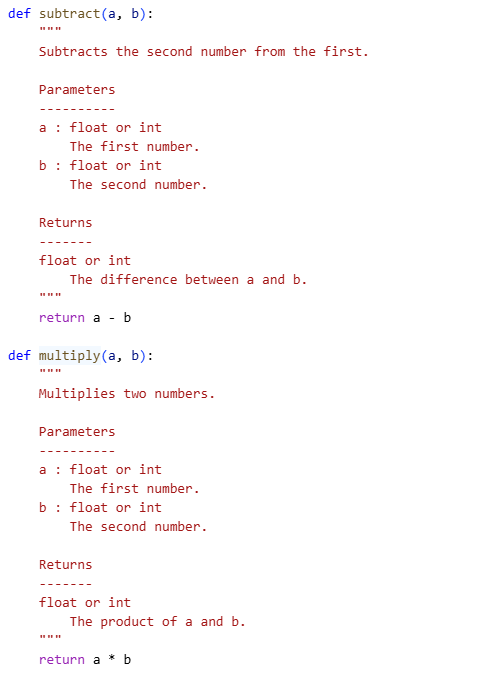 def subtract(a, b):
    """
    Subtracts the second number from the first.

    Parameters
    ----------
    a : float or int
        The first number.
    b : float or int
        The second number.

    Returns
    -------
    float or int
        The difference between a and b.
    """
    return a - b

def multiply(a, b):
    """
    Multiplies two numbers.

    Parameters
    ----------
    a : float or int
        The first number.
    b : float or int
        The second number.

    Returns
    -------
    float or int
        The product of a and b.
    """
    return a * b